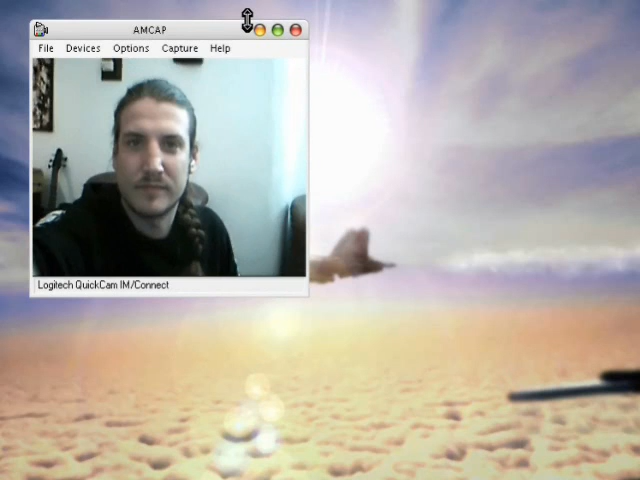 AMCAP
File Devices Options Capture Help
Logitech QuickCam IM/Connect